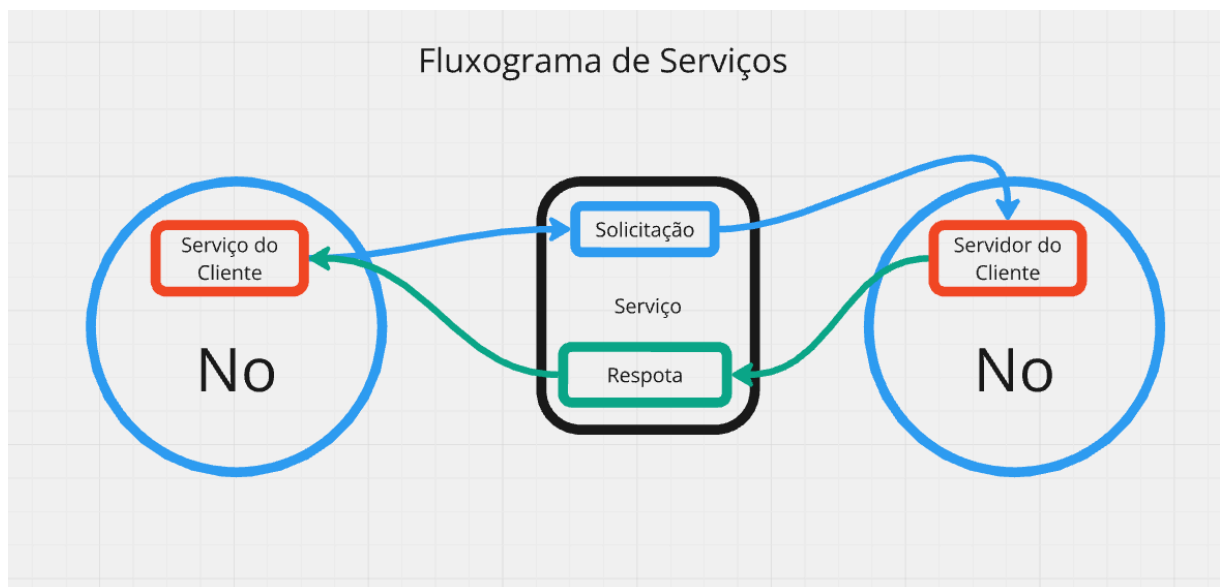 Fluxograma de Serviços
Serviço do
Cliente
No
Solicitação
Serviço
Respota
Servidor do
Cliente
No